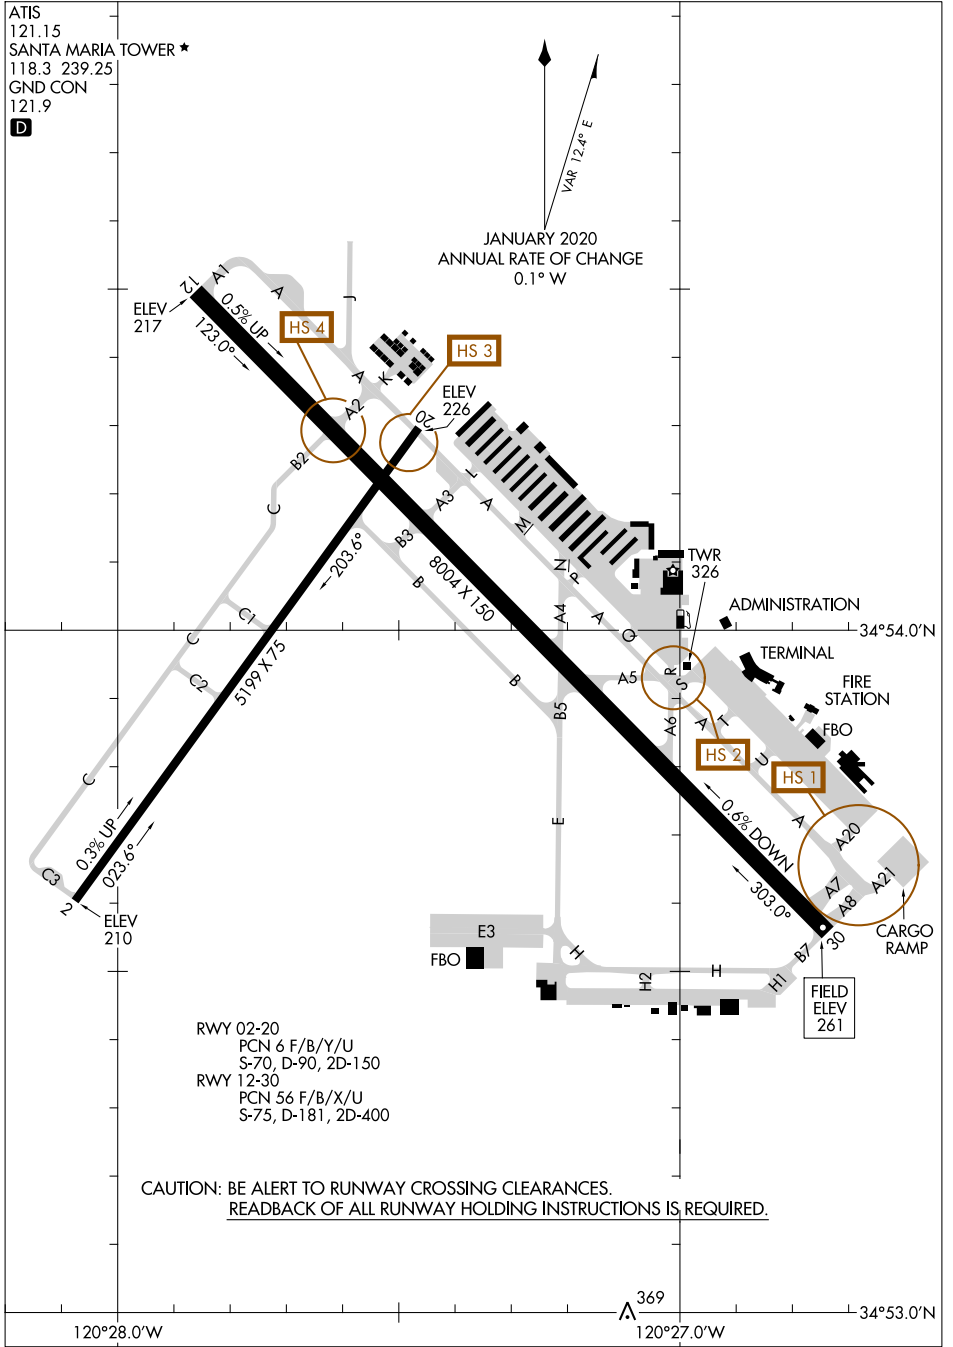 ATIS
121.15
SANTA MARIA TOWER ★
118.3 239.25
GND CON
121.9
D
VAR 12.4° E
JANUARY 2020
ANNUAL RATE OF CHANGE
0.1° W
A1
A
J
12
ELEV
217
0.5% UP
123.0°
HS 4
HS 3
A
K
A2
ELEV
226
20
B2
L
A3
A
M
C
B3
203.6°
8004 X 150
B
N
P
TWR
326
A4
A
Q
ADMINISTRATION
34°54.0'N
C1
C
5199 X 75
C2
TERMINAL
R
A5
S
FIRE
STATION
B
B5
A6
A
T
FBO
HS 2
U
HS 1
C
E
0.6% DOWN
A
A20
0.3% UP
023.6°
C3
A7
A21
303.0°
A8
2
ELEV
210
E3
30
CARGO
RAMP
FBO
H
B7
H2
H
H1
FIELD
ELEV
261
RWY 02-20
PCN 6 F/B/Y/U
S-70, D-90, 2D-150
RWY 12-30
PCN 56 F/B/X/U
S-75, D-181, 2D-400
CAUTION: BE ALERT TO RUNWAY CROSSING CLEARANCES.
READBACK OF ALL RUNWAY HOLDING INSTRUCTIONS IS REQUIRED.
369
34°53.0'N
120°28.0'W
120°27.0'W